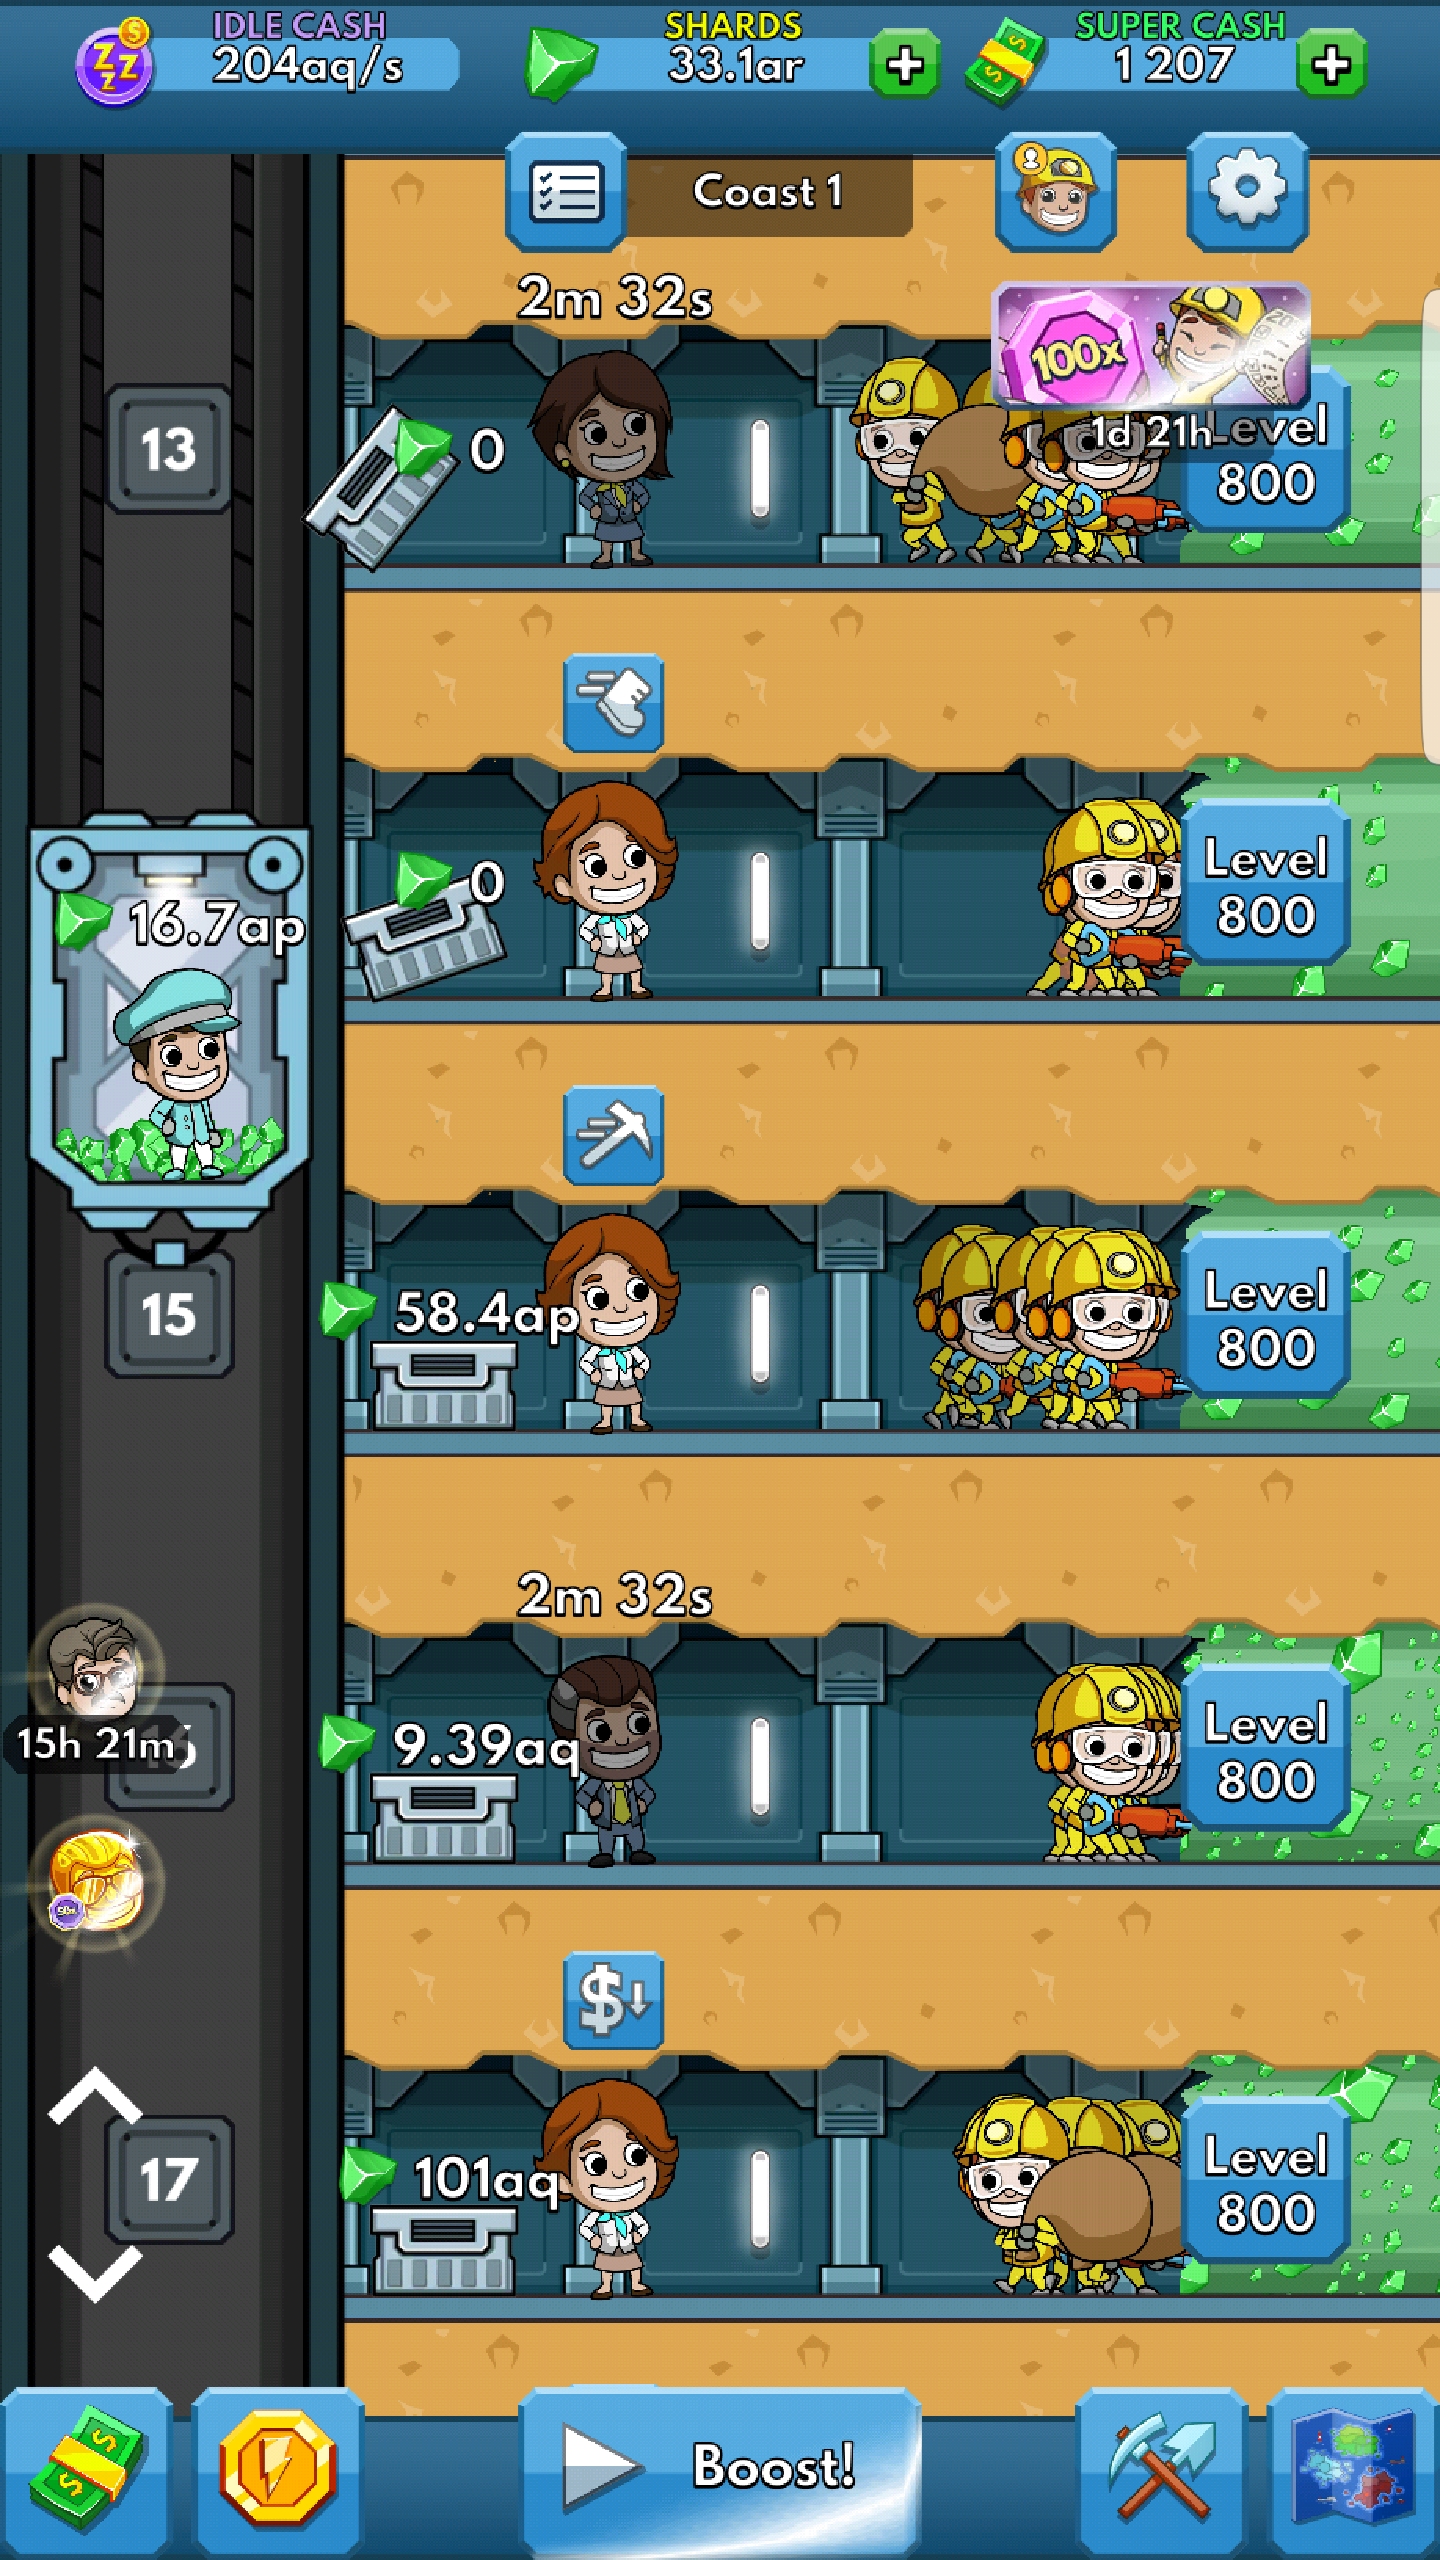 IDLE CASH
204aq/s
SHARDS
33.1ar
SUPER CASH
1 207
Coast 1
2m 32s
100x
1d 21h
13
0
Level
800
16.7ap
0
Level
800
15
58.4ap
Level
800
2m 32s
15h 21m
9.39aq
Level
800
17
101aq
Level
800
Boost!